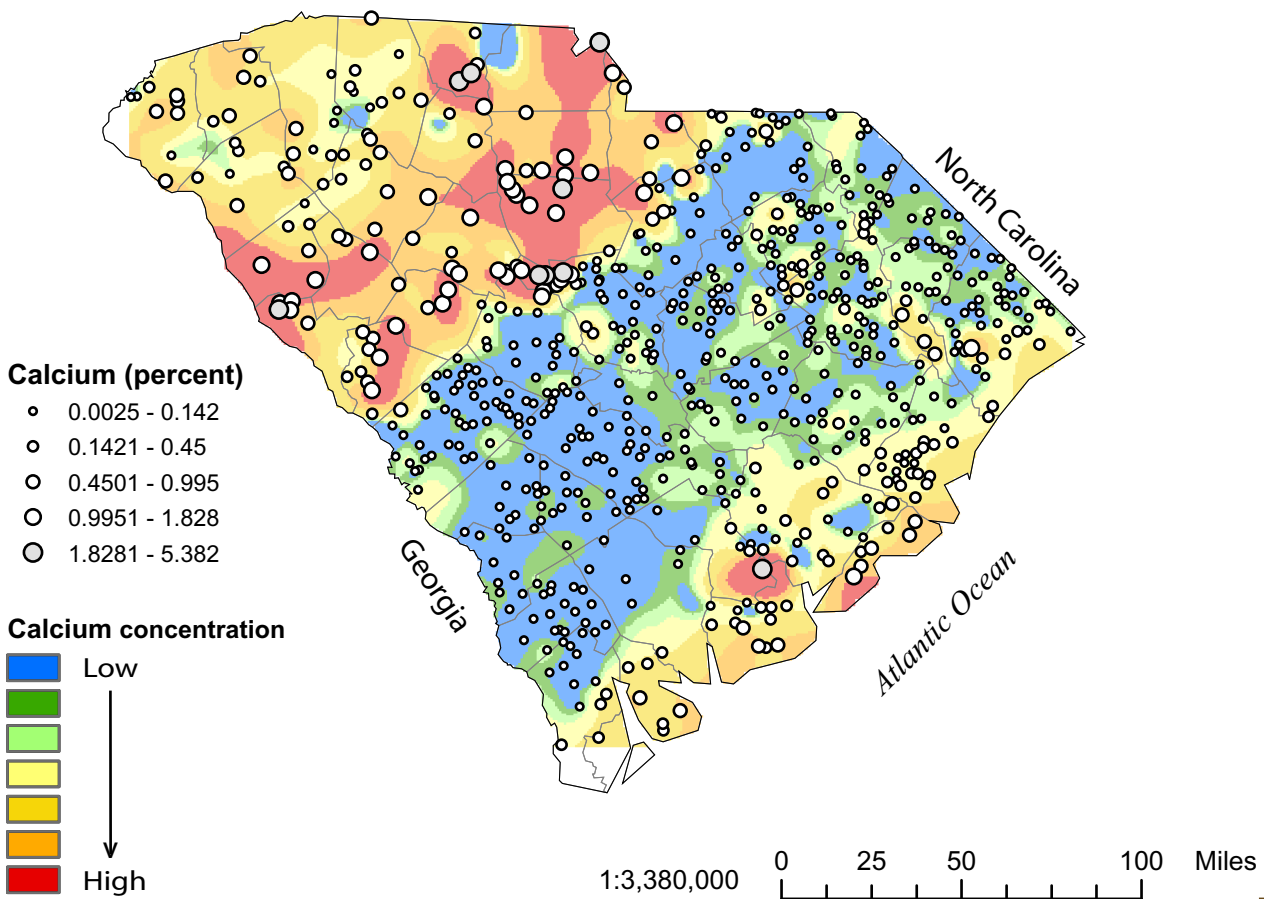 North Carolina
Georgia
Atlantic Ocean
Calcium (percent)
0.0025 - 0.142
0.1421 - 0.45
0.4501 - 0.995
0.9951 - 1.828
1.8281 - 5.382
Calcium concentration
Low
High
1:3,380,000
0 25 50 100 Miles